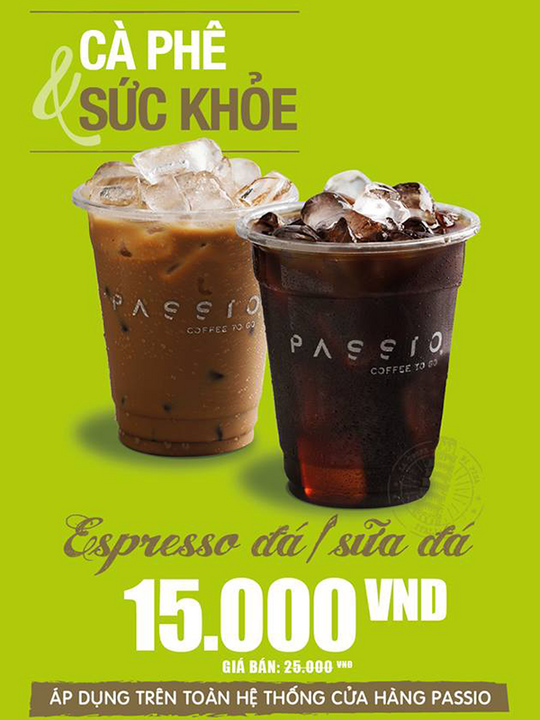 CÀ PHÊ
& SỨC KHỎE
PASSIO
COFFEE TO GO
PASSIO
COFFEE TO GO
Espresso đá / sữa đá
15.000 VND
GIÁ BÁN: 25.000 VND
ÁP DỤNG TRÊN TOÀN HỆ THỐNG CỬA HÀNG PASSIO